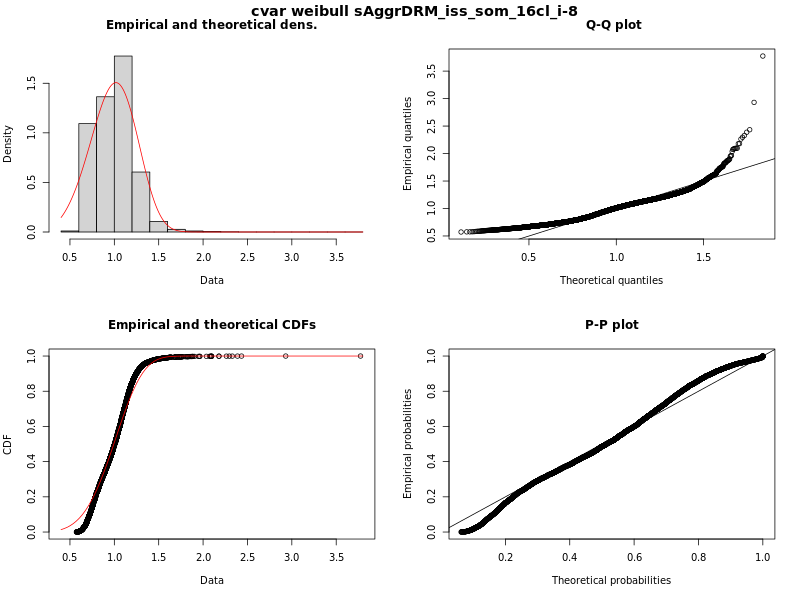 cvar weibull sAggrDRM_iss_som_16cl_i-8
Empirical and theoretical dens.
Density
0.0 0.5 1.0 1.5
0.5 1.0 1.5 2.0 2.5 3.0 3.5
Data
Q-Q plot
Empirical quantiles
0.5 1.0 1.5 2.0 2.5 3.0 3.5
0.5 1.0 1.5
Theoretical quantiles
Empirical and theoretical CDFs
CDF
0.0 0.2 0.4 0.6 0.8 1.0
0.5 1.0 1.5 2.0 2.5 3.0 3.5
Data
P-P plot
Empirical probabilities
0.0 0.2 0.4 0.6 0.8 1.0
0.2 0.4 0.6 0.8 1.0
Theoretical probabilities